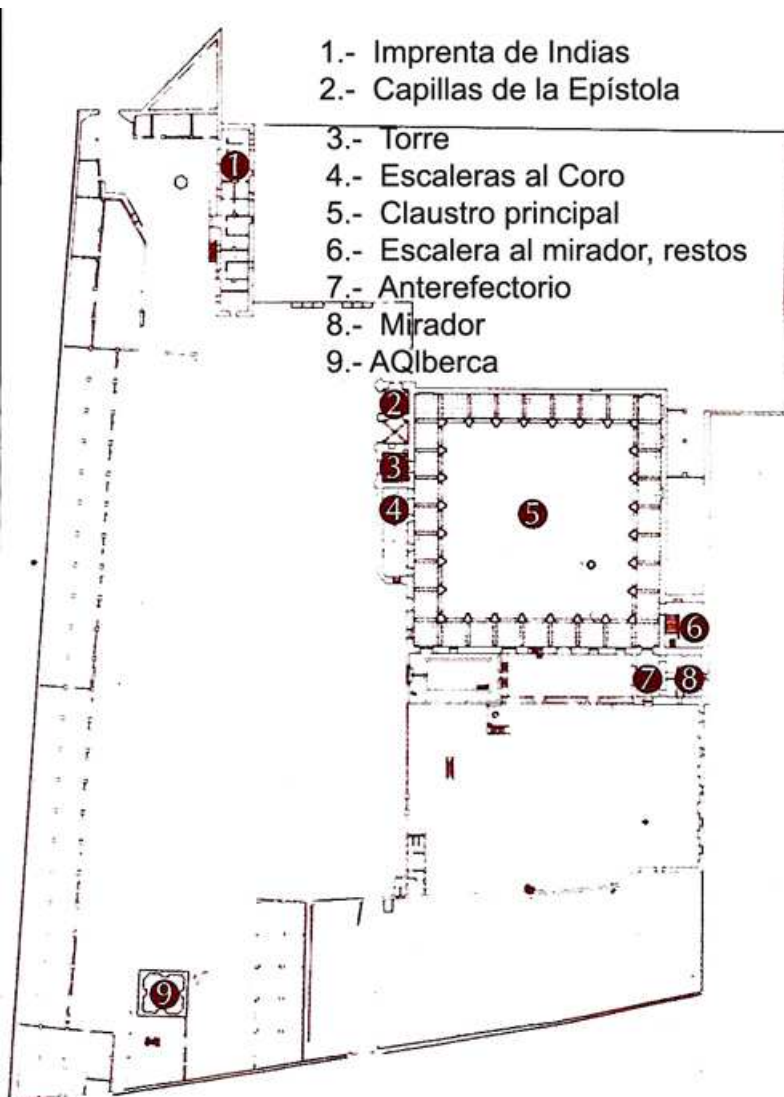 1.- Imprenta de Indias
2.- Capillas de la Epístola
3.- Torre
4.- Escaleras al Coro
5.- Claustro principal
6.- Escalera al mirador, restos
7.- Anterefectorio
8.- Mirador
9.- AQlberca
1
2
3
4
5
6
7
8
9